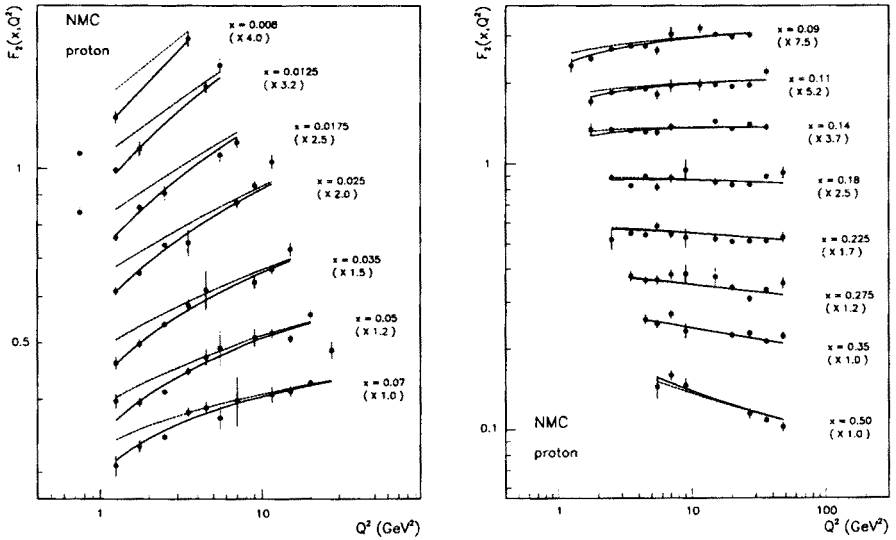 F₂(x,Q²)
NMC
proton
x = 0.008
( X 4.0 )
x = 0.0125
( X 3.2 )
x = 0.0175
( X 2.5 )
x = 0.025
( X 2.0 )
x = 0.035
( X 1.5 )
x = 0.05
( X 1.2 )
x = 0.07
( X 1.0 )
1
0.5
1
10
Q² (GeV²)
F₂(x,Q²)
x = 0.09
( X 7.5 )
x = 0.11
( X 5.2 )
x = 0.14
( X 3.7 )
x = 0.18
( X 2.5 )
x = 0.225
( X 1.7 )
x = 0.275
( X 1.2 )
x = 0.35
( X 1.0 )
x = 0.50
( X 1.0 )
NMC
proton
1
0.1
1
10
100
Q² (GeV²)